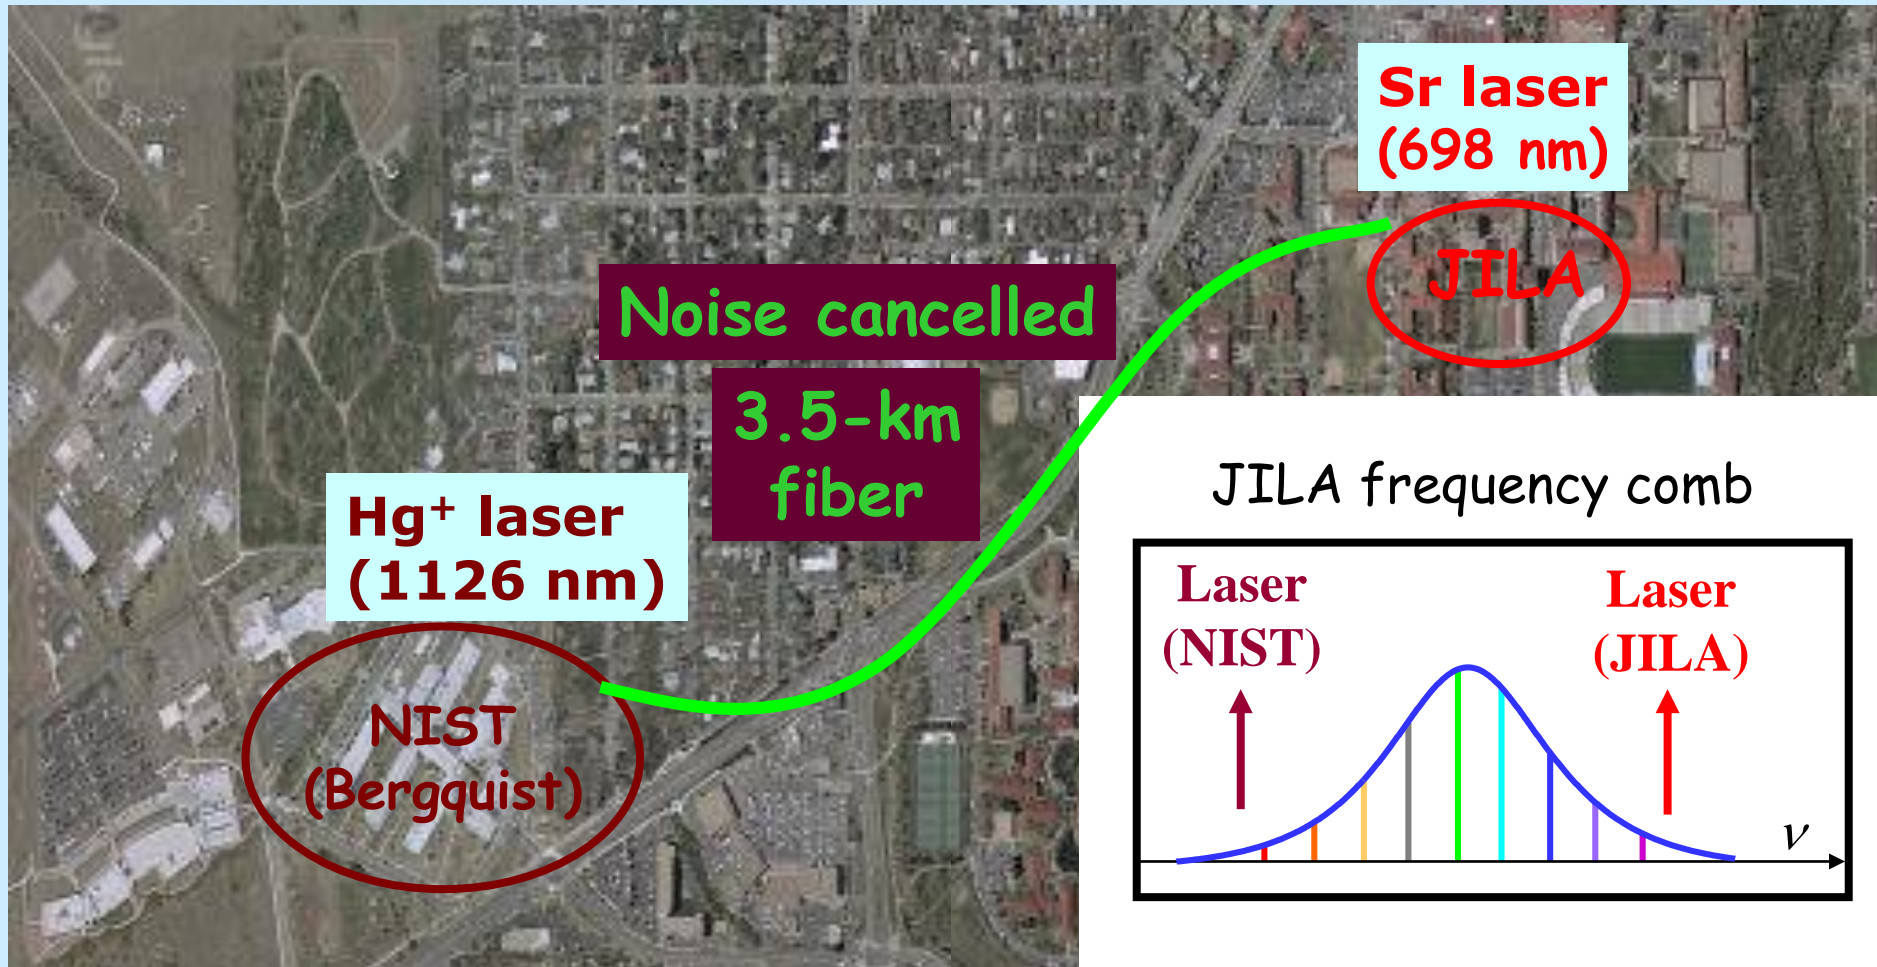 Sr laser
(698 nm)
JILA
Noise cancelled
3.5-km
fiber
Hg⁺ laser
(1126 nm)
NIST
(Bergquist)
JILA frequency comb
Laser
(NIST)
Laser
(JILA)
ν